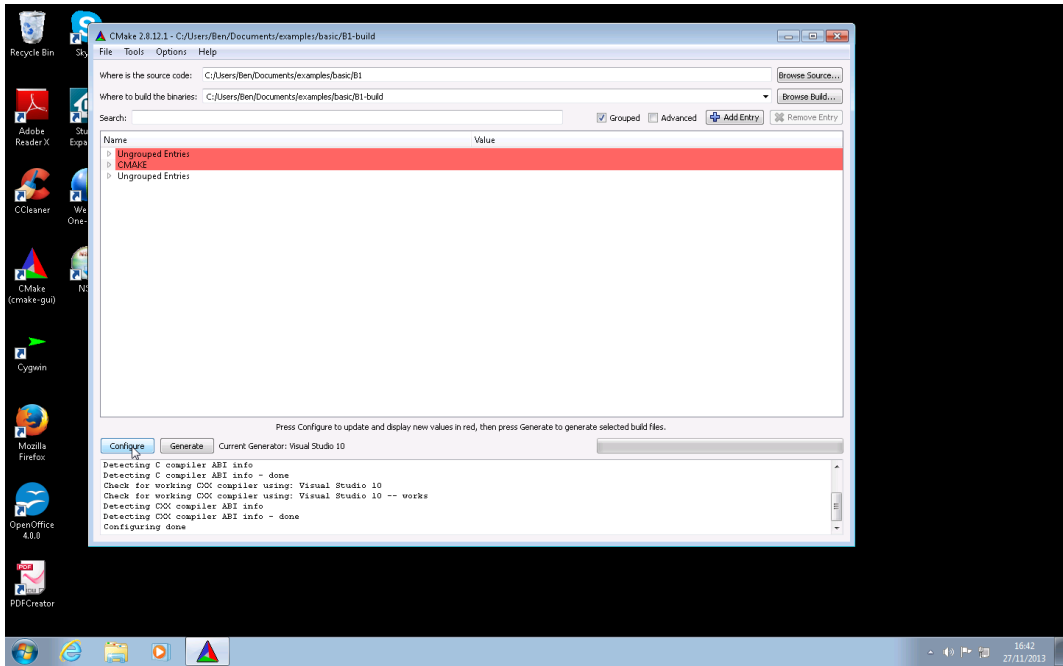 Recycle Bin
Sky
Adobe
Reader X
Stu
Expa
CCleaner
We
One-
CMake
(cmake-gui)
NS
Cygwin
Mozilla
Firefox
OpenOffice
4.0.0
PDF
PDFCreator
CMake 2.8.12.1 - C:/Users/Ben/Documents/examples/basic/B1-build
File Tools Options Help
Where is the source code: C:/Users/Ben/Documents/examples/basic/B1 Browse Source...
Where to build the binaries: C:/Users/Ben/Documents/examples/basic/B1-build Browse Build...
Search: Grouped Advanced Add Entry Remove Entry
Name Value
Ungrouped Entries
CMAKE
Ungrouped Entries
Press Configure to update and display new values in red, then press Generate to generate selected build files.
Configure Generate Current Generator: Visual Studio 10
Detecting C compiler ABI info
Detecting C compiler ABI info - done
Check for working CXX compiler using: Visual Studio 10
Check for working CXX compiler using: Visual Studio 10 -- works
Detecting CXX compiler ABI info
Detecting CXX compiler ABI info - done
Configuring done
16:42
27/11/2013